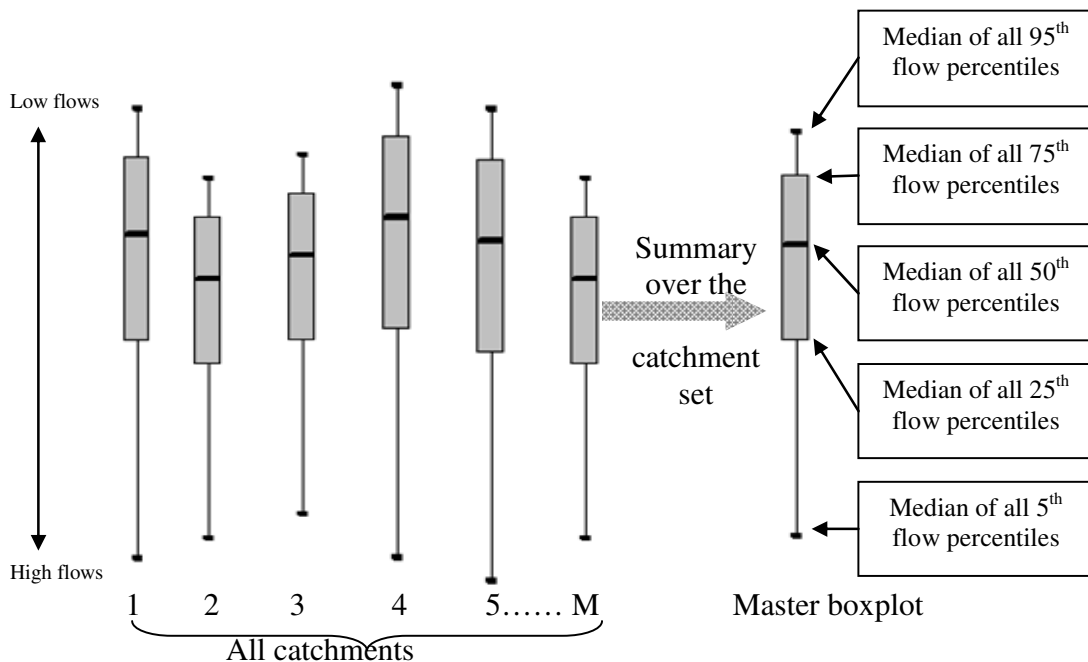 Low flows
High flows
1 2 3 4 5...... M
All catchments
Summary
over the
catchment
set
Master boxplot
Median of all 95th
flow percentiles
Median of all 75th
flow percentiles
Median of all 50th
flow percentiles
Median of all 25th
flow percentiles
Median of all 5th
flow percentiles